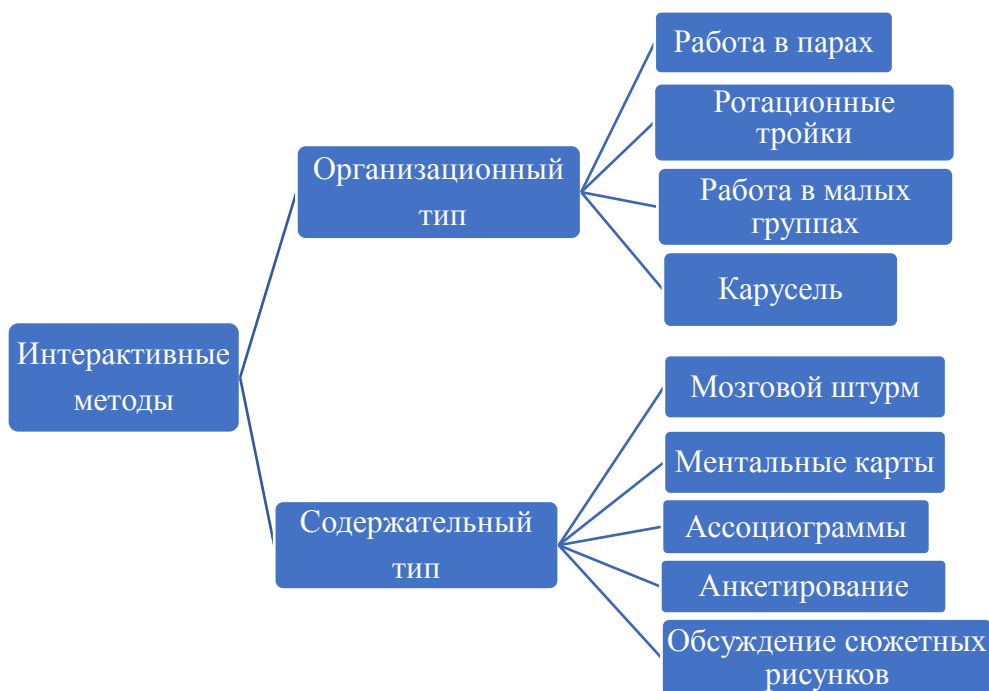 Интерактивные
методы
Организационный
тип
Работа в парах
Ротационные
тройки
Работа в малых
группах
Карусель
Содержательный
тип
Мозговой штурм
Ментальные карты
Ассоциограммы
Анкетирование
Обсуждение сюжетных
рисунков